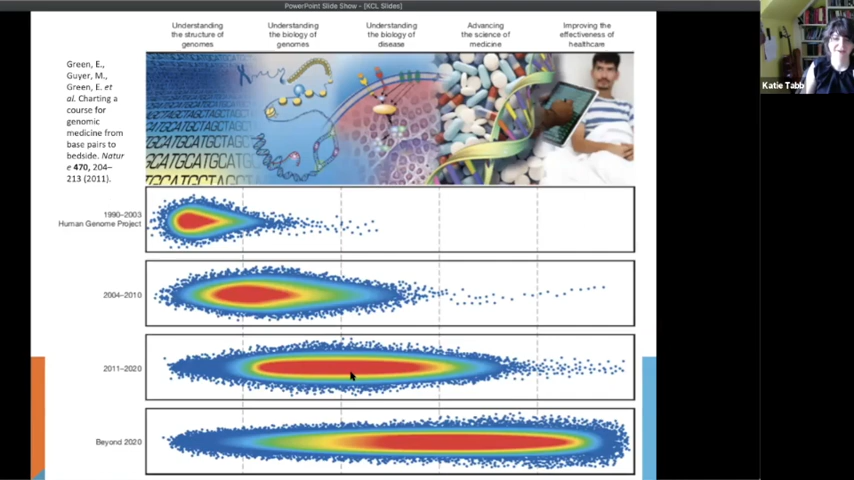 PowerPoint Slide Show - [KCL Slides]
Understanding
the structure of
genomes
Understanding
the biology of
genomes
Understanding
the biology of
disease
Advancing
the science of
medicine
Improving the
effectiveness of
healthcare
Green, E.,
Guyer, M.,
Green, E. et
al. Charting a
course for
genomic
medicine from
base pairs to
bedside. Natur
e 470, 204–
213 (2011).
Katie Tabb
1990–2003
Human Genome Project
2004–2010
2011–2020
Beyond 2020